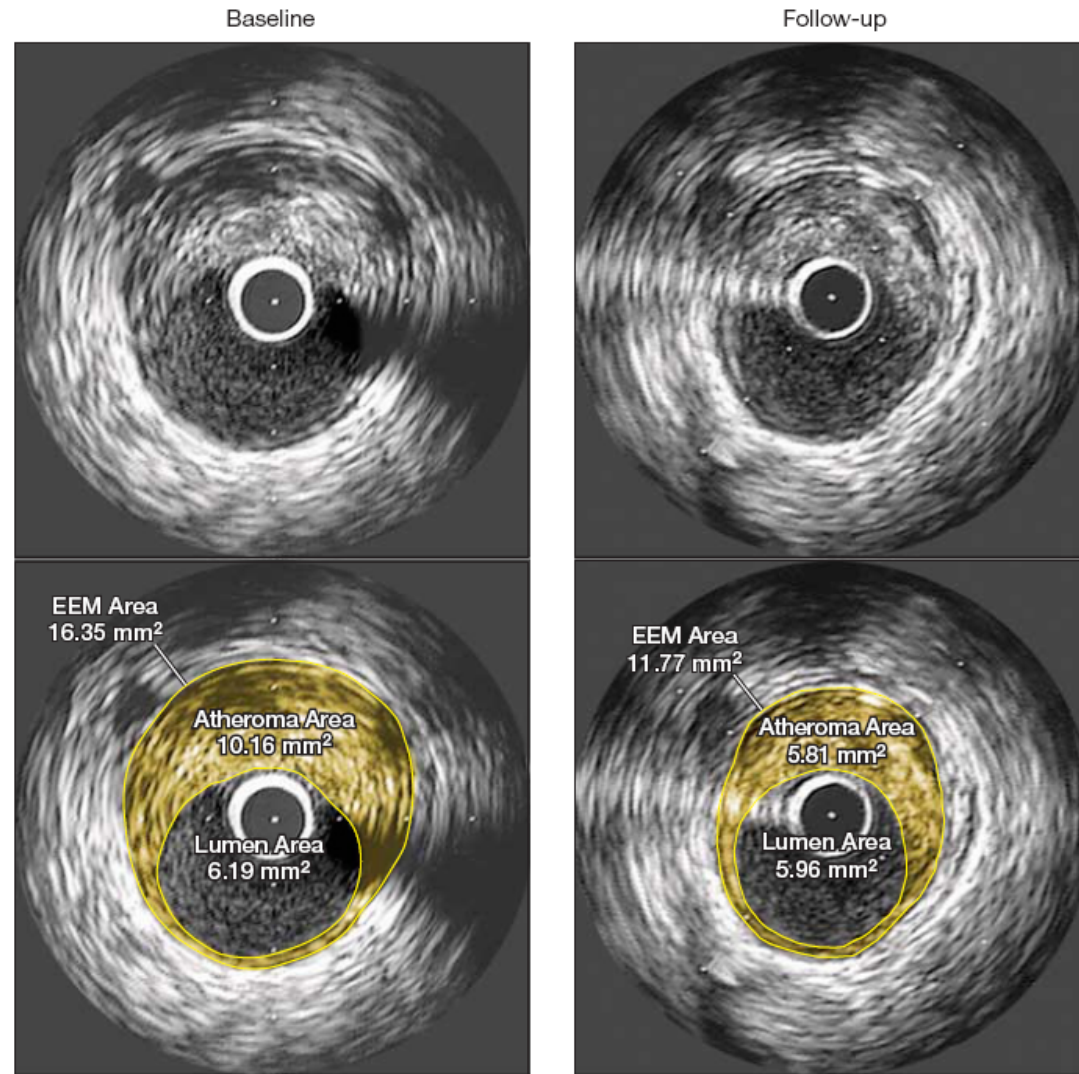 Baseline
Follow-up
EEM Area
16.35 mm²
Atheroma Area
10.16 mm²
Lumen Area
6.19 mm²
EEM Area
11.77 mm²
Atheroma Area
5.81 mm²
Lumen Area
5.96 mm²